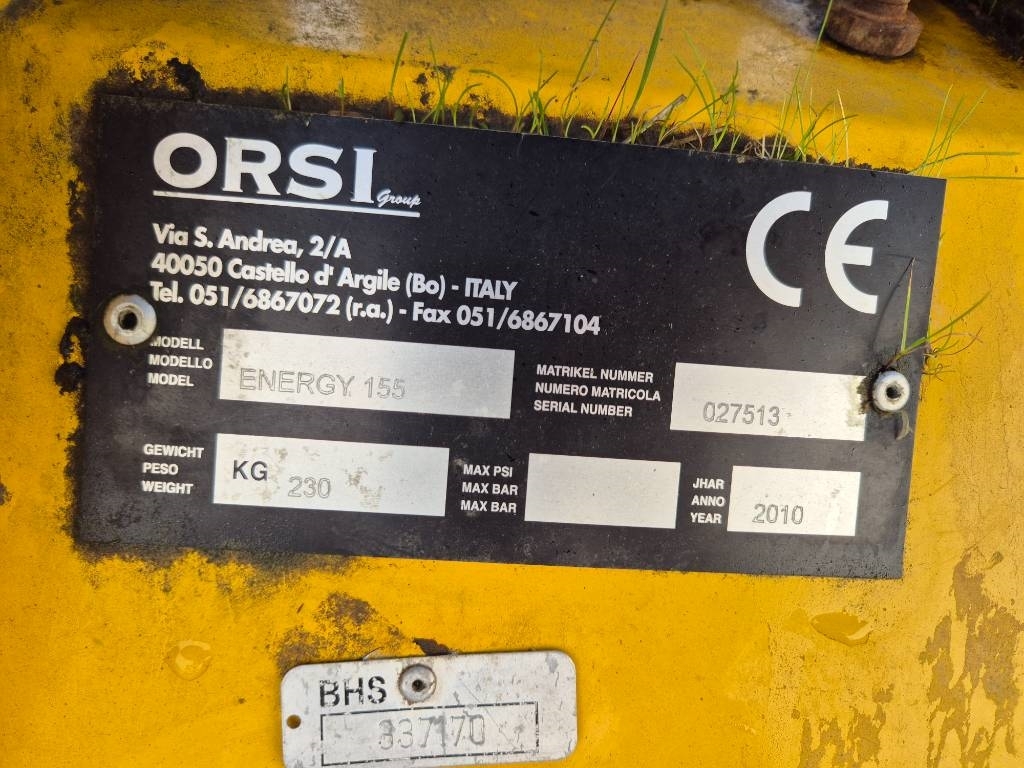 ORSI Group
CE
Via S. Andrea, 2/A
40050 Castello d' Argile (Bo) - ITALY
Tel. 051/6867072 (r.a.) - Fax 051/6867104
MODELL
MODELLO
MODEL
ENERGY 155
MATRIKEL NUMMER
NUMERO MATRICOLA
SERIAL NUMBER
027513
GEWICHT
PESO
WEIGHT
KG 230
MAX PSI
MAX BAR
MAX BAR
JHAR
ANNO
YEAR
2010
BHS
337170